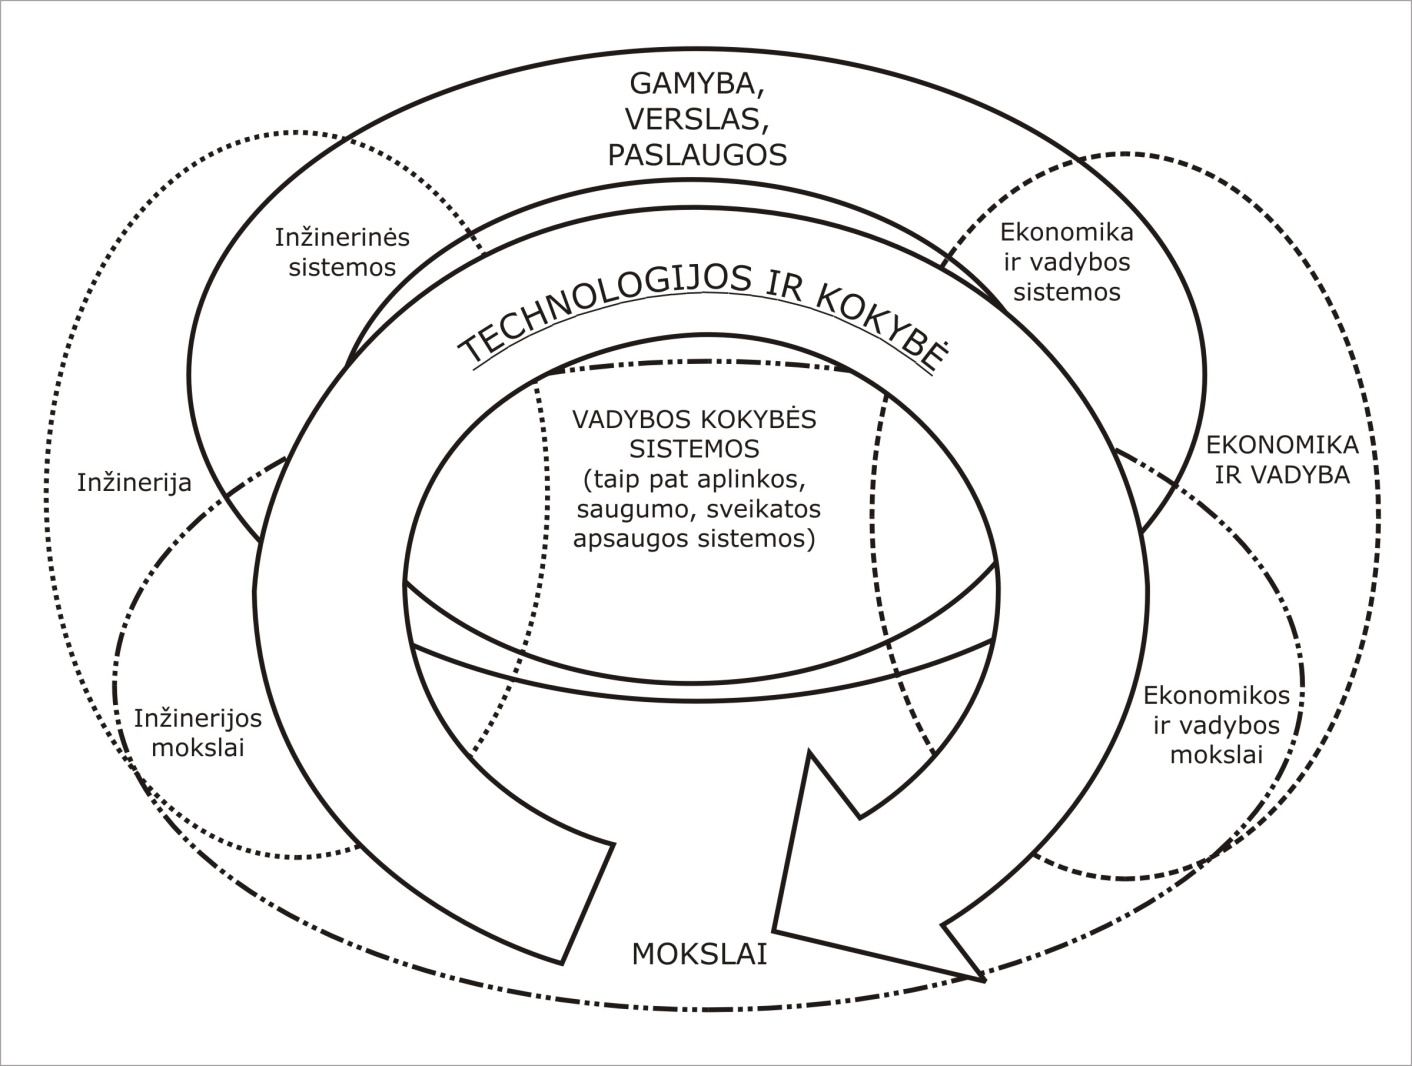 GAMYBA,
VERSLAS,
PASLAUGOS
Inžinerinės
sistemos
Ekonomika
ir vadybos
sistemos
TECHNOLOGIJOS IR KOKYBĖ
VADYBOS KOKYBĖS
SISTEMOS
(taip pat aplinkos,
saugumo, sveikatos
apsaugos sistemos)
Inžinerija
EKONOMIKA
IR VADYBA
Inžinerijos
mokslai
Ekonomikos
ir vadybos
mokslai
MOKSLAI